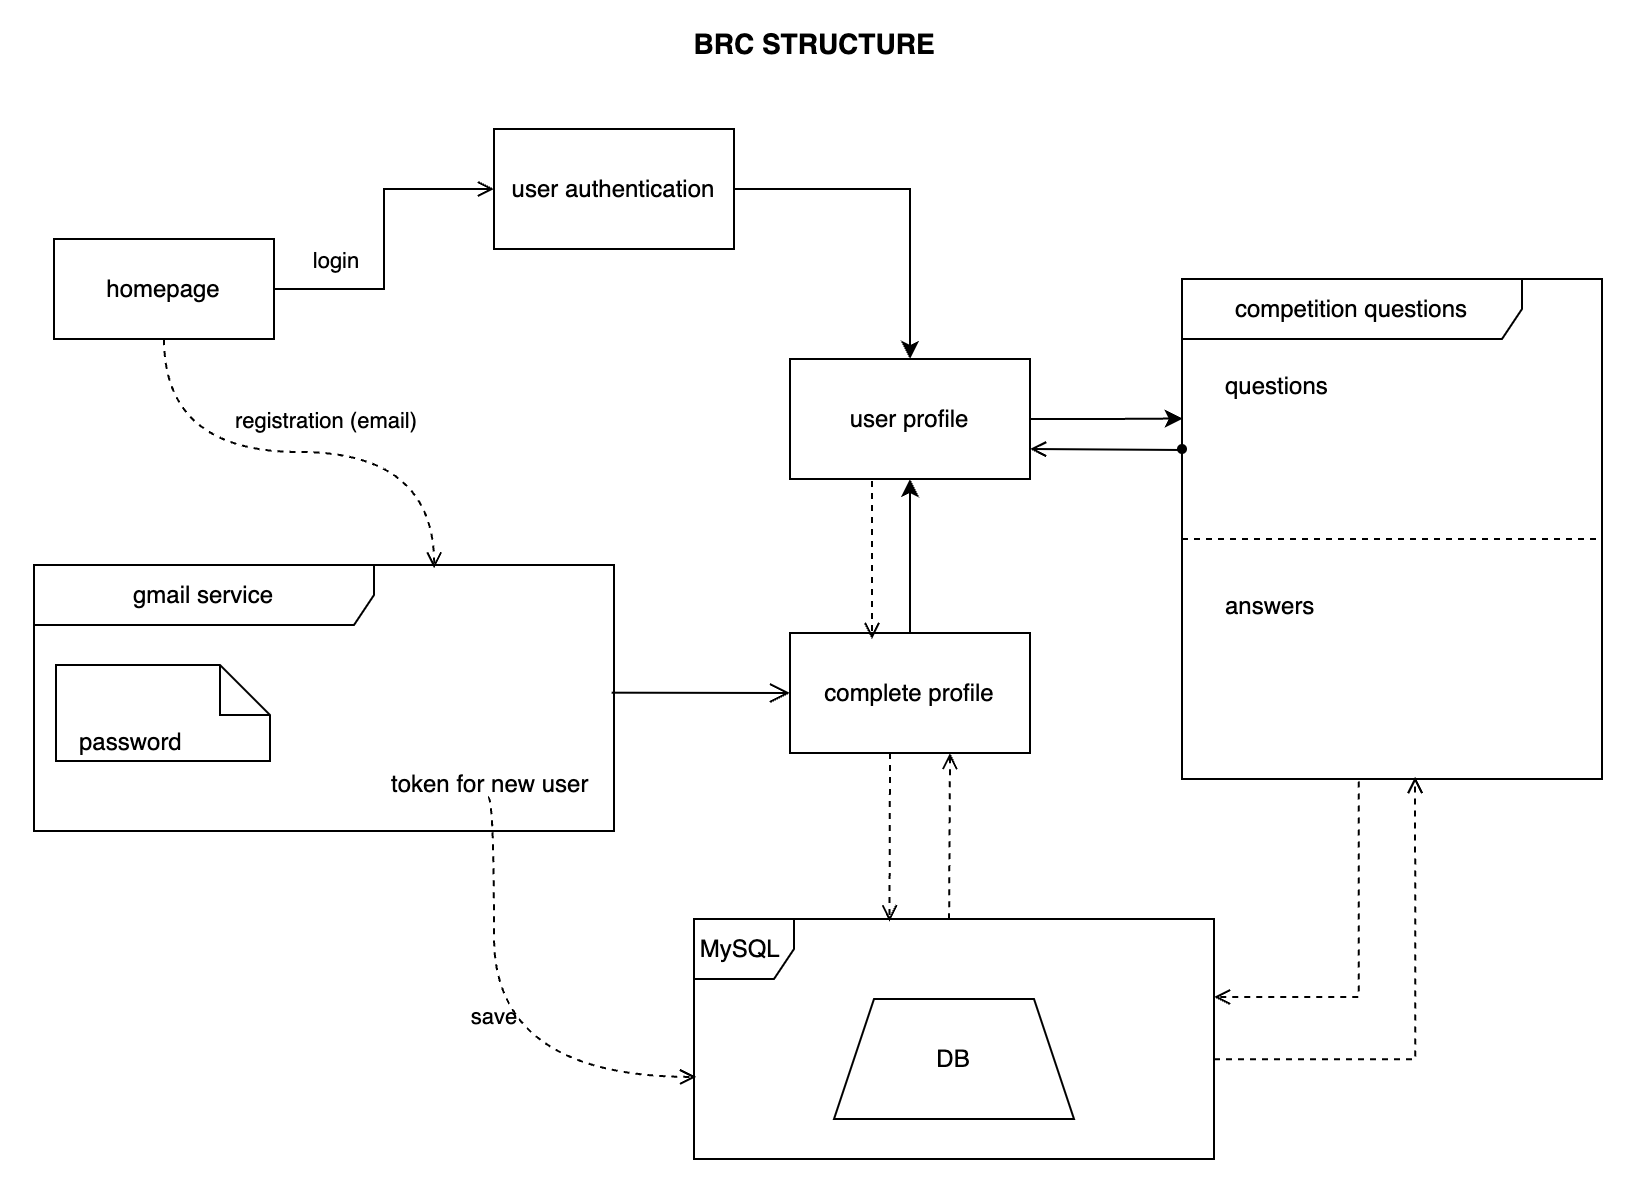 BRC STRUCTURE
user authentication
login
homepage
competition questions
questions
user profile
registration (email)
gmail service
answers
complete profile
password
token for new user
MySQL
save
DB